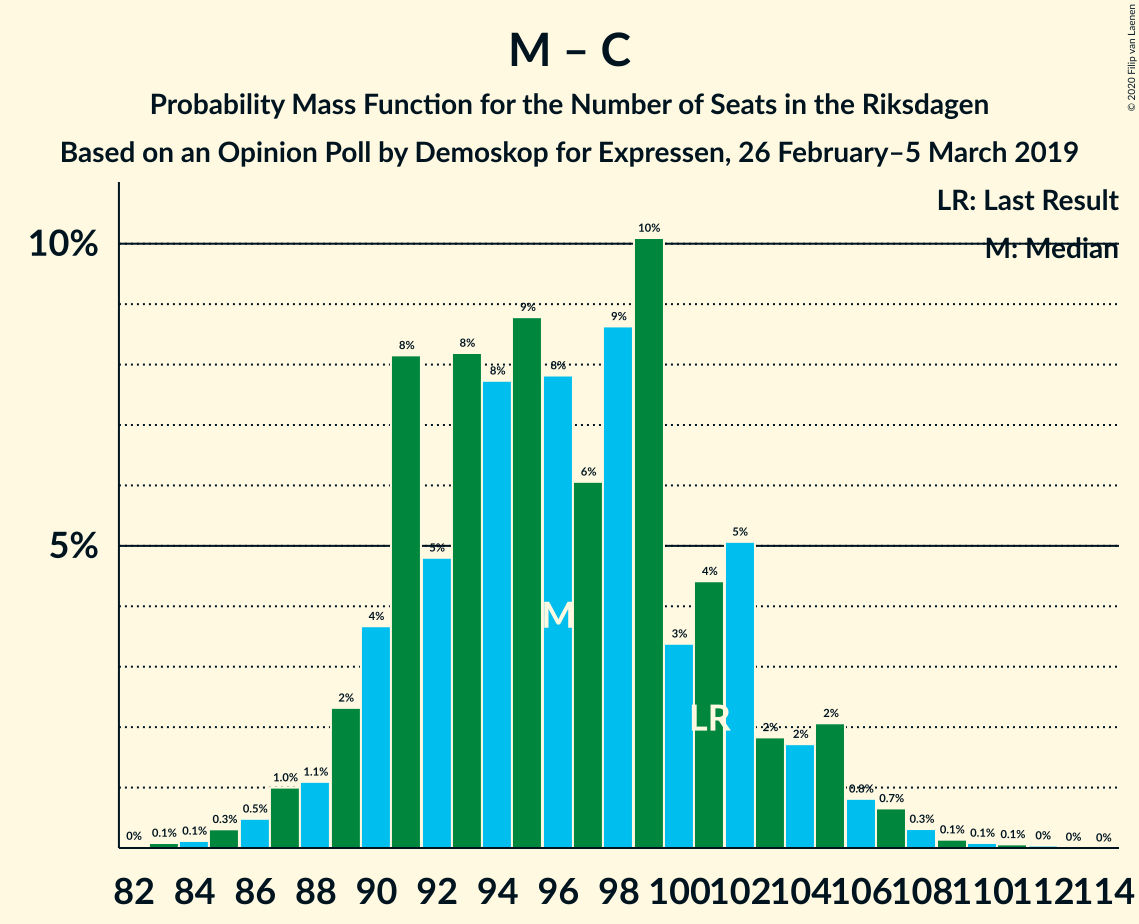 M – C
Probability Mass Function for the Number of Seats in the Riksdagen
Based on an Opinion Poll by Demoskop for Expressen, 26 February–5 March 2019
© 2020 Filip van Laenen
LR: Last Result
M: Median
10%
5%
0% 0.1% 0.1% 0.3% 0.5% 1.0% 1.1% 2% 4% 8% 5% 8% 8% 9% 8% 6% 9% 10% 3% 4% 5% 2% 2% 2% 0.8% 0.7% 0.3% 0.1% 0.1% 0.1% 0% 0% 0%
M
LR
82 84 86 88 90 92 94 96 98 100 102 104 106 108 110 112 114